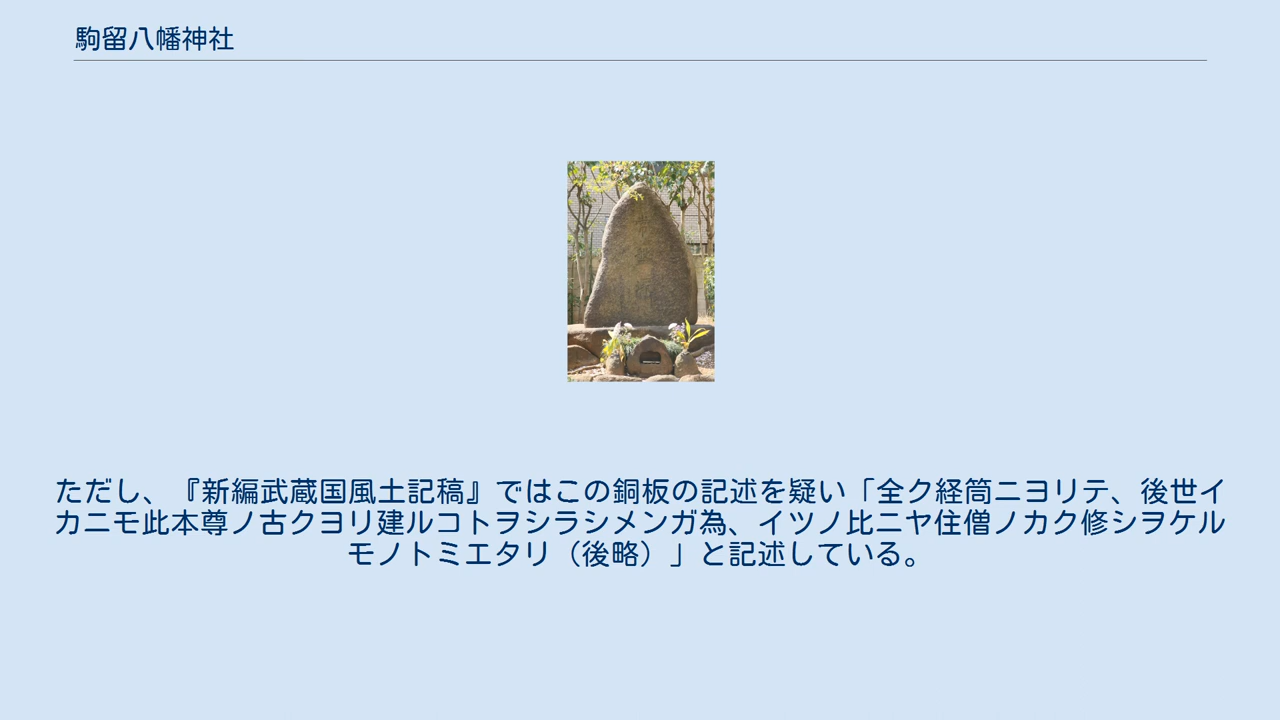 駒留八幡神社
ただし、『新編武蔵国風土記稿』ではこの銅板の記述を疑い「全ク経筒ニヨリテ、後世イ
カニモ此本尊ノ古クヨリ建ルコトヲシラシメンガ為、イツノ比ニヤ住僧ノカク修シヲケル
モノトミエタリ（後略）」と記述している。